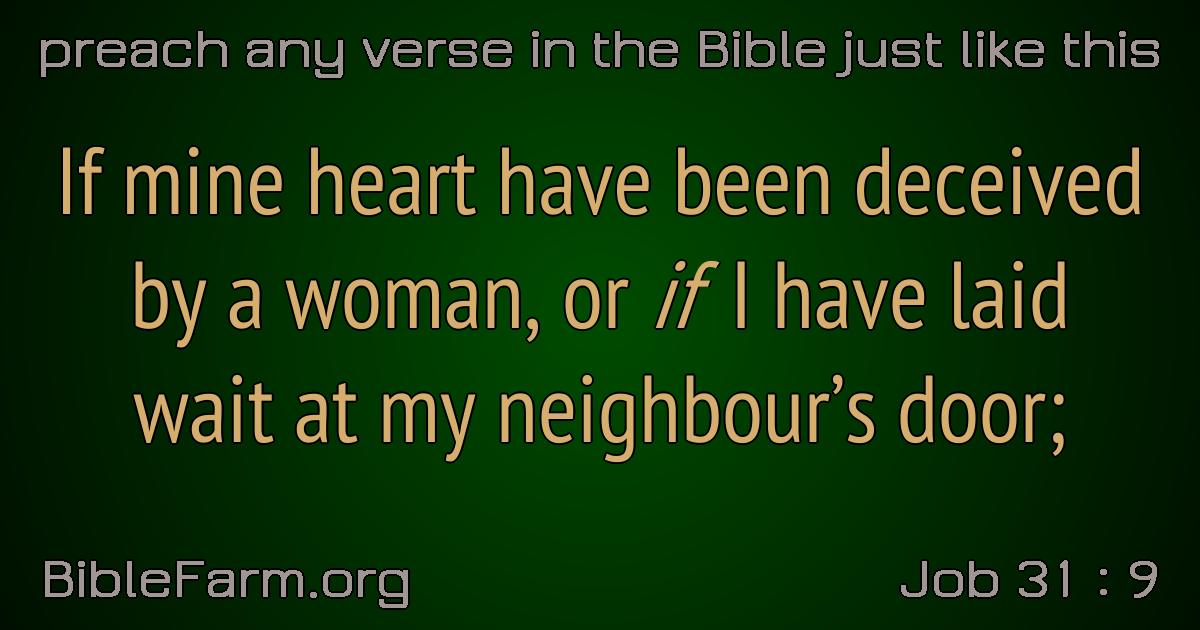 preach any verse in the Bible just like this
If mine heart have been deceived
by a woman, or if I have laid
wait at my neighbour’s door;
BibleFarm.org
Job 31 : 9